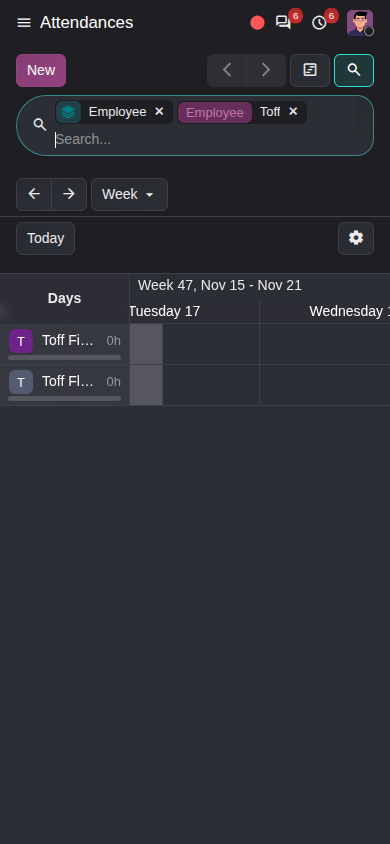 Attendances
6
6
New
Employee
Employee Toff
Search...
Week
Today
Days
Week 47, Nov 15 - Nov 21
Tuesday 17
Wednesday
T Toff Fi... 0h
T Toff Fl... 0h